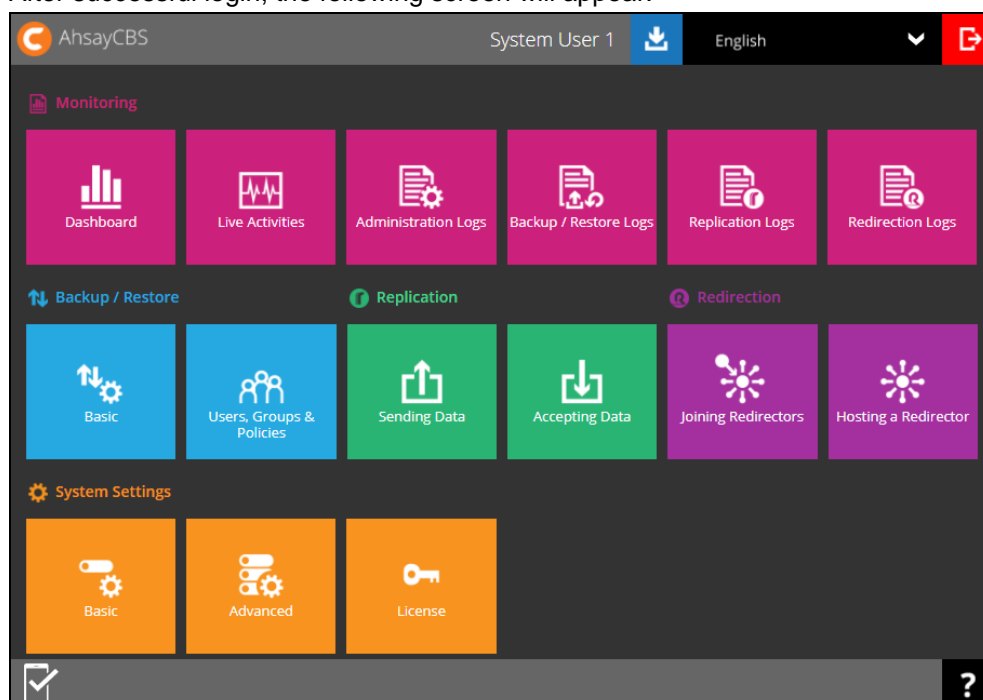 After successful login, the following screen will appear:
AhsayCBS System User 1 English
Monitoring
Dashboard Live Activities Administration Logs Backup / Restore Logs Replication Logs Redirection Logs
Backup / Restore Replication Redirection
Basic Users, Groups & Policies Sending Data Accepting Data Joining Redirectors Hosting a Redirector
System Settings
Basic Advanced License
?